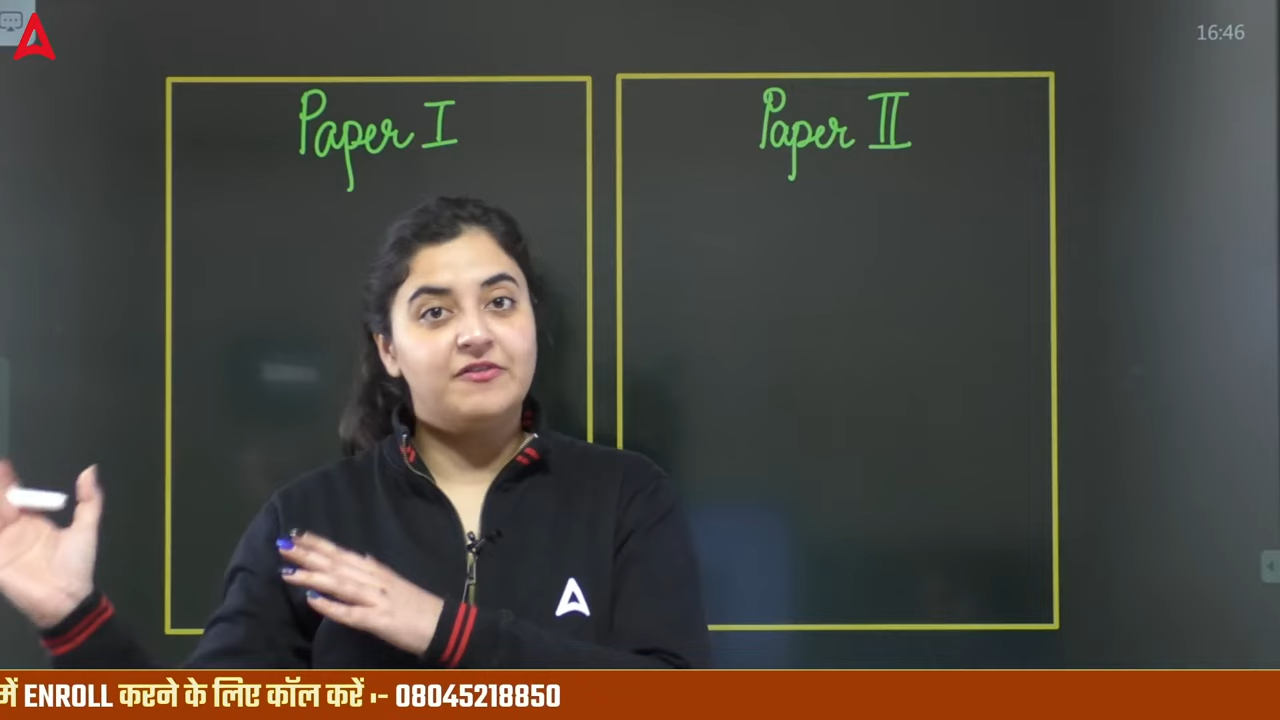 16:46
Paper I
Paper II
में ENROLL करने के लिए कॉल करें :- 08045218850